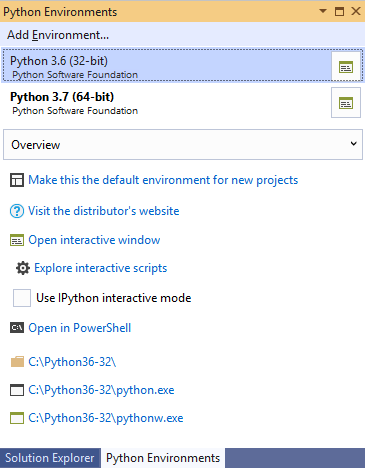 Python Environments
Add Environment...
Python 3.6 (32-bit)
Python Software Foundation
Python 3.7 (64-bit)
Python Software Foundation
Overview
Make this the default environment for new projects
Visit the distributor's website
Open interactive window
Explore interactive scripts
Use IPython interactive mode
C:\ Open in PowerShell
C:\Python36-32\
C:\Python36-32\python.exe
C:\Python36-32\pythonw.exe
Solution Explorer Python Environments